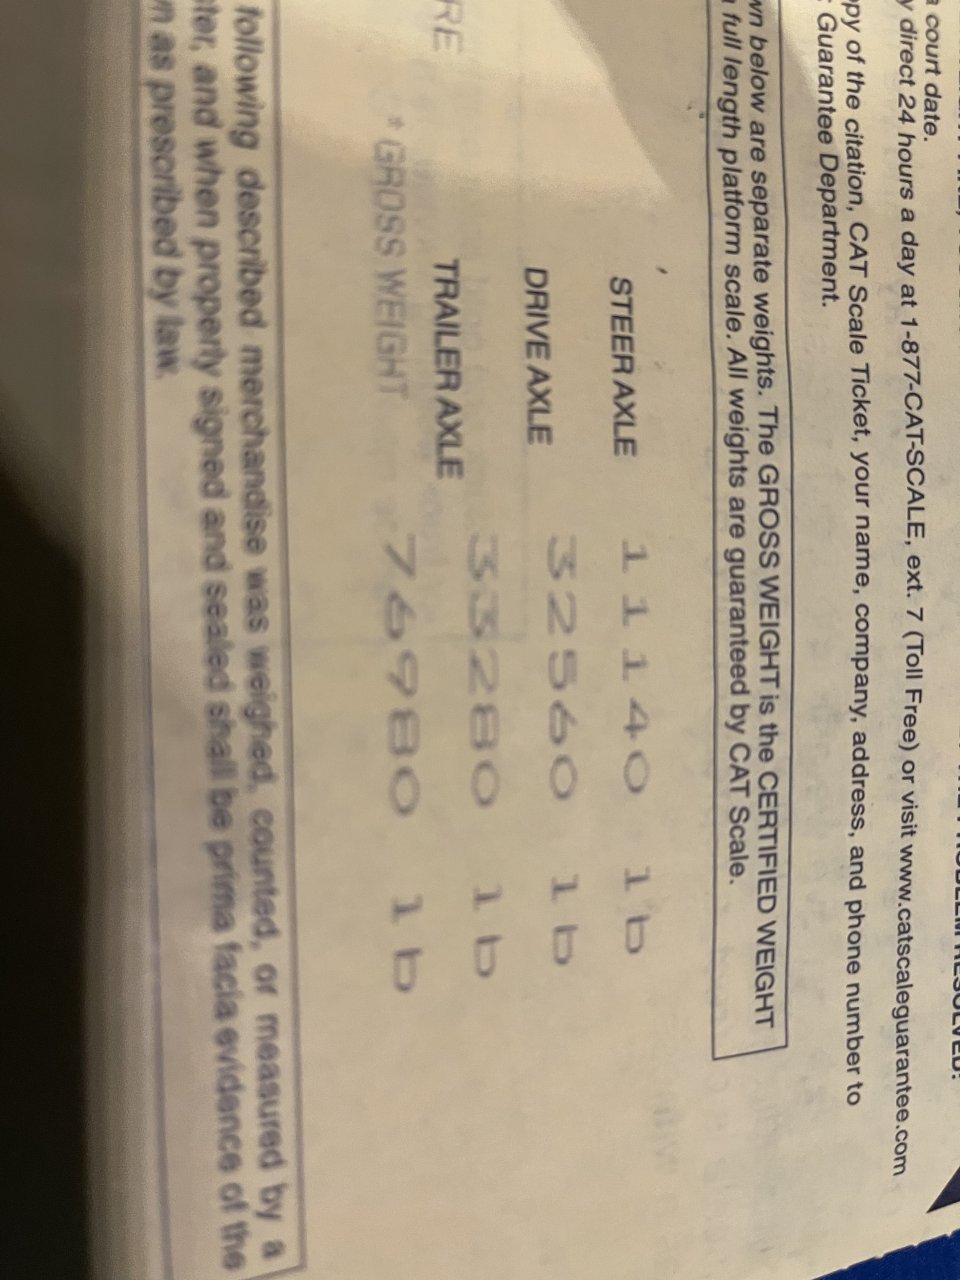 a court date.
y direct 24 hours a day at 1-877-CAT-SCALE, ext. 7 (Toll Free) or visit www.catscaleguarantee.com
py of the citation, CAT Scale Ticket, your name, company, address, and phone number to
Guarantee Department.
wn below are separate weights. The GROSS WEIGHT is the CERTIFIED WEIGHT
full length platform scale. All weights are guaranteed by CAT Scale.
STEER AXLE 11140 lb
DRIVE AXLE 32560 lb
TRAILER AXLE 33280 lb
RE
*GROSS WEIGHT 76980 lb
following described merchandise was weighed, counted, or measured by a
ter, and when properly signed and sealed shall be prima facia evidence of the
m as prescribed by law.